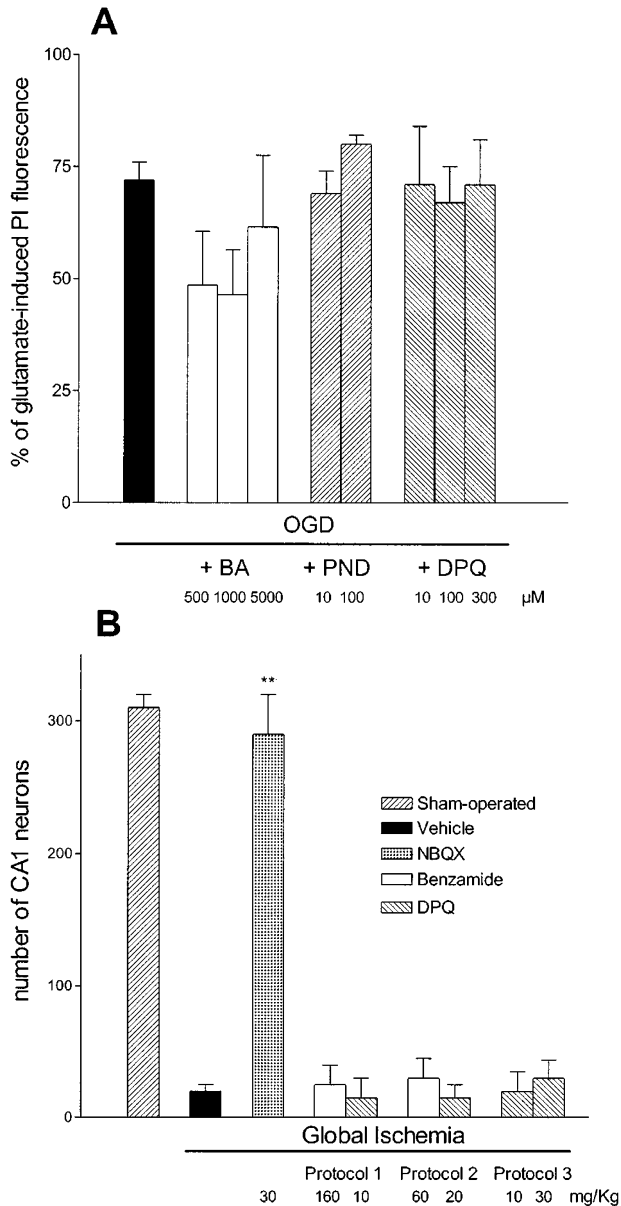 A
% of glutamate-induced PI fluorescence
100
75
50
25
0
OGD
+ BA + PND + DPQ
500 1000 5000 10 100 10 100 300 µM
B
number of CA1 neurons
300
200
100
0
**
Sham-operated
Vehicle
NBQX
Benzamide
DPQ
Global Ischemia
Protocol 1 Protocol 2 Protocol 3
30 160 10 60 20 10 30 mg/Kg